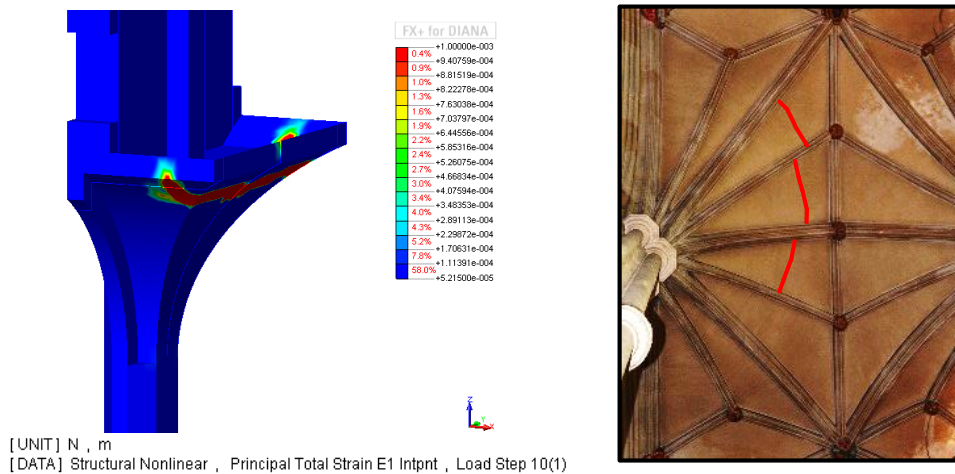 FX+ for DIANA
+1.00000e-003
0.4%
+9.40759e-004
0.9%
+8.81519e-004
1.0%
+8.22278e-004
1.3%
+7.63038e-004
1.6%
+7.03797e-004
1.9%
+6.44556e-004
2.2%
+5.85316e-004
2.4%
+5.26075e-004
2.7%
+4.66834e-004
3.0%
+4.07594e-004
3.4%
+3.48353e-004
4.0%
+2.89113e-004
4.3%
+2.29872e-004
5.2%
+1.70631e-004
7.8%
+1.11391e-004
58.0%
+5.21500e-005
Z
Y
X
[UNIT] N , m
[DATA] Structural Nonlinear , Principal Total Strain E1 Intpnt , Load Step 10(1)